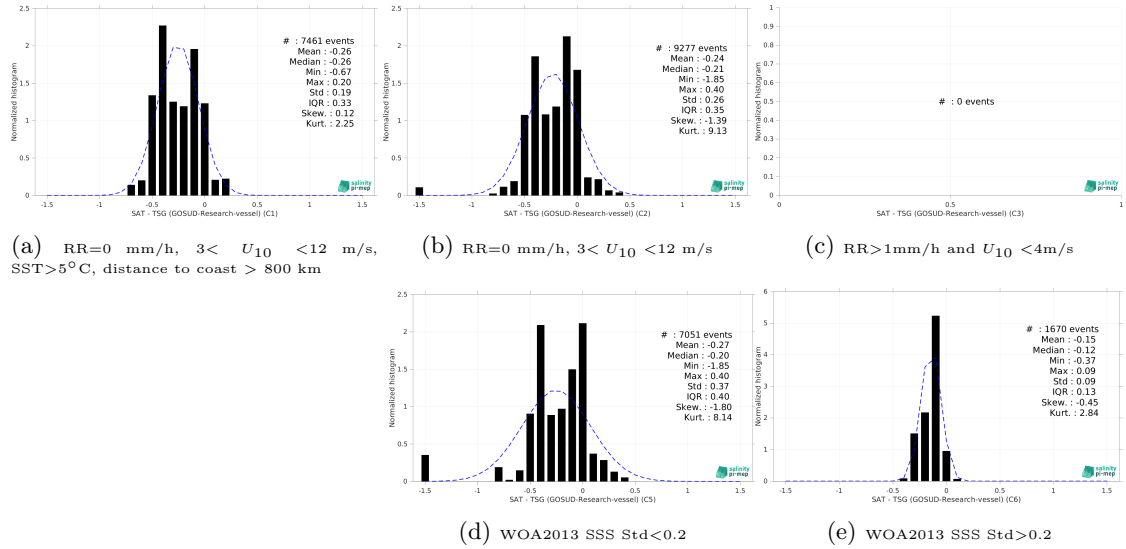 2.5
2
1.5
1
0.5
0
-1.5
-1
-0.5
0
0.5
1
1.5
Normalized histogram
# : 7461 events
Mean : -0.26
Median : -0.26
Min : -0.67
Max : 0.20
Std : 0.19
IQR : 0.33
Skew. : 0.12
Kurt. : 2.25
salinity
pi-mep
SAT - TSG (GOSUD-Research-vessel) (C1)
(a) RR=0 mm/h, 3< U10 <12 m/s,
SST>5°C, distance to coast > 800 km
2.5
2
1.5
1
0.5
0
-1.5
-1
-0.5
0
0.5
1
1.5
Normalized histogram
# : 9277 events
Mean : -0.24
Median : -0.21
Min : -1.85
Max : 0.40
Std : 0.26
IQR : 0.35
Skew. : -1.39
Kurt. : 9.13
salinity
pi-mep
SAT - TSG (GOSUD-Research-vessel) (C2)
(b) RR=0 mm/h, 3< U10 <12 m/s
1
0.9
0.8
0.7
0.6
0.5
0.4
0.3
0.2
0.1
0
0
0.5
1
Normalized histogram
# : 0 events
salinity
pi-mep
SAT - TSG (GOSUD-Research-vessel) (C3)
(c) RR>1mm/h and U10 <4m/s
2.5
2
1.5
1
0.5
0
-1.5
-1
-0.5
0
0.5
1
1.5
Normalized histogram
# : 7051 events
Mean : -0.27
Median : -0.20
Min : -1.85
Max : 0.40
Std : 0.37
IQR : 0.40
Skew. : -1.80
Kurt. : 8.14
salinity
pi-mep
SAT - TSG (GOSUD-Research-vessel) (C5)
(d) WOA2013 SSS Std<0.2
6
5
4
3
2
1
0
-1.5
-1
-0.5
0
0.5
1
1.5
Normalized histogram
# : 1670 events
Mean : -0.15
Median : -0.12
Min : -0.37
Max : 0.09
Std : 0.09
IQR : 0.13
Skew. : -0.45
Kurt. : 2.84
salinity
pi-mep
SAT - TSG (GOSUD-Research-vessel) (C6)
(e) WOA2013 SSS Std>0.2